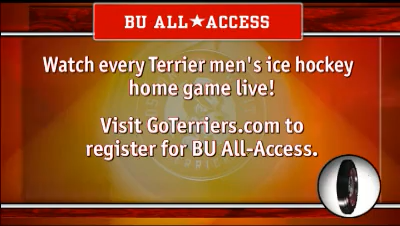 BU ALL★ACCESS
Watch every Terrier men's ice hockey
home game live!
Visit GoTerriers.com to
register for BU All-Access.